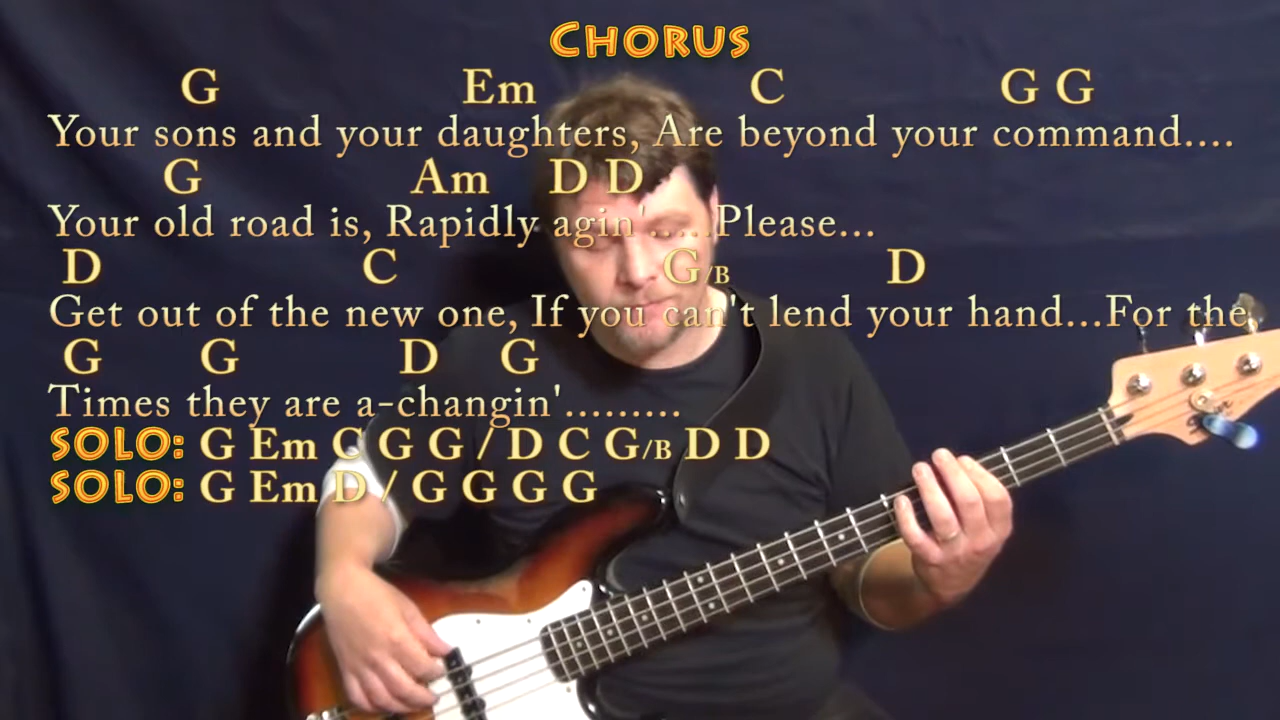 CHORUS
G Em C G G
Your sons and your daughters, Are beyond your command....
G Am D D
Your old road is, Rapidly agin'.....Please...
D C G/B D
Get out of the new one, If you can't lend your hand...For the
G G D G
Times they are a-changin'.........
SOLO: G Em C G G / D C G/B D D
SOLO: G Em D / G G G G